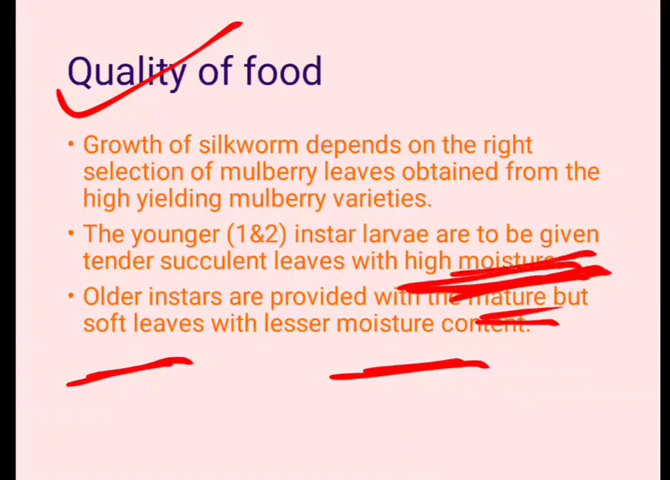 Quality of food
• Growth of silkworm depends on the right
selection of mulberry leaves obtained from the
high yielding mulberry varieties.
• The younger (1&2) instar larvae are to be given
tender succulent leaves with high moisture.
• Older instars are provided with the mature but
soft leaves with lesser moisture content.